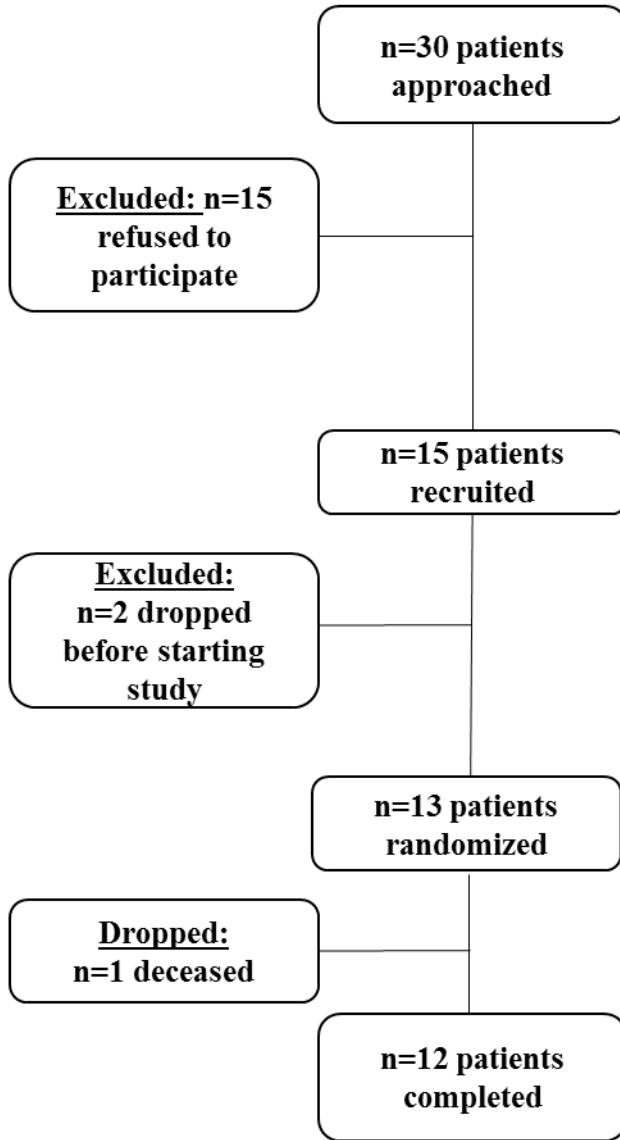 n=30 patients
approached
Excluded: n=15
refused to
participate
n=15 patients
recruited
Excluded:
n=2 dropped
before starting
study
n=13 patients
randomized
Dropped:
n=1 deceased
n=12 patients
completed